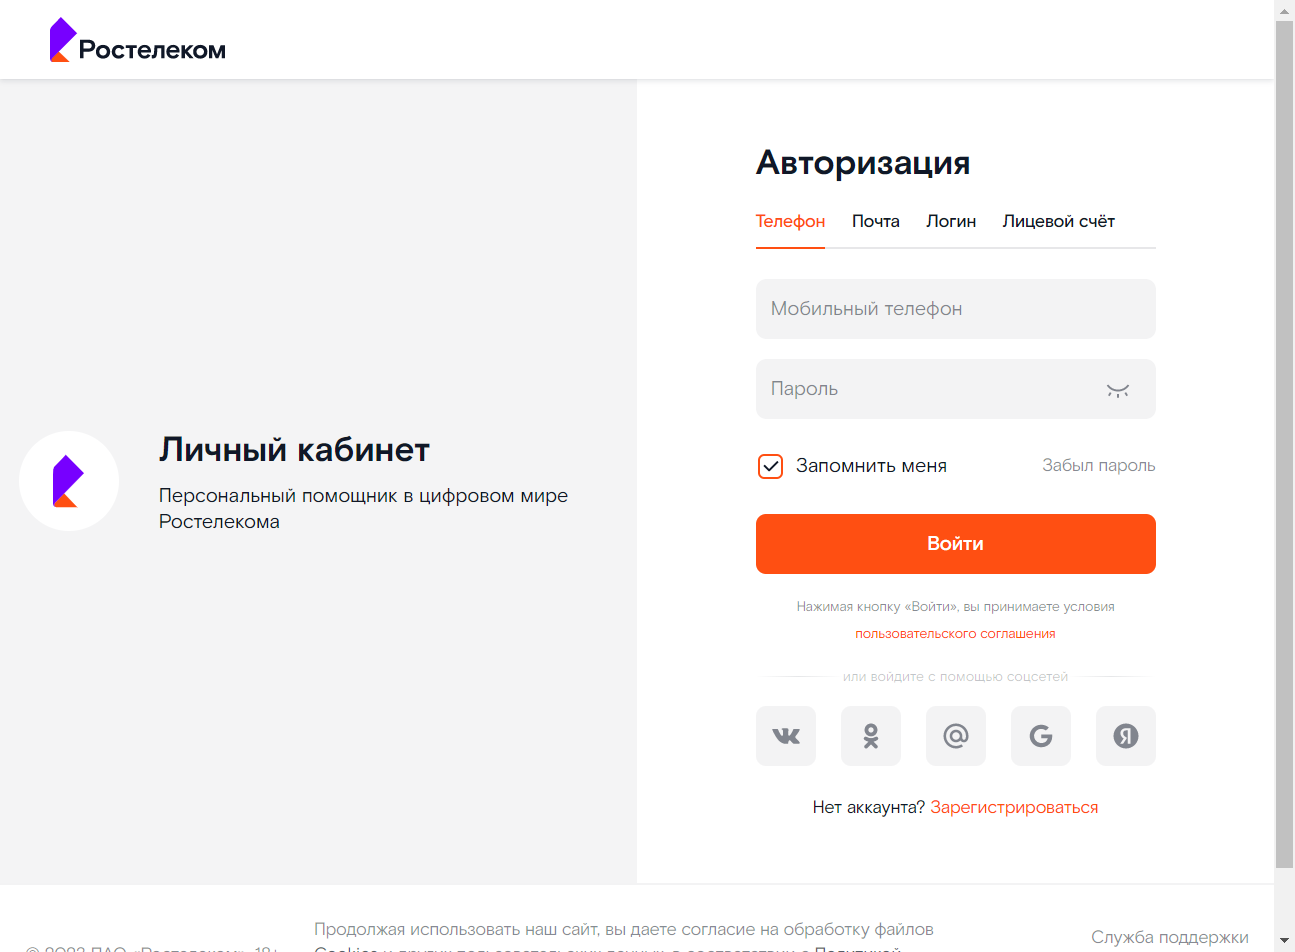 Ростелеком
Авторизация
Телефон Почта Логин Лицевой счёт
Мобильный телефон
Пароль
Запомнить меня Забыл пароль
Войти
Нажимая кнопку «Войти», вы принимаете условия
пользовательского соглашения
или войдите с помощью соцсетей
Нет аккаунта? Зарегистрироваться
Личный кабинет
Персональный помощник в цифровом мире
Ростелекома
© 2023 ПАО «Ростелеком». 18+
Продолжая использовать наш сайт, вы даете согласие на обработку файлов
Cookies и других пользовательских данных, в соответствии с Политикой
Служба поддержки